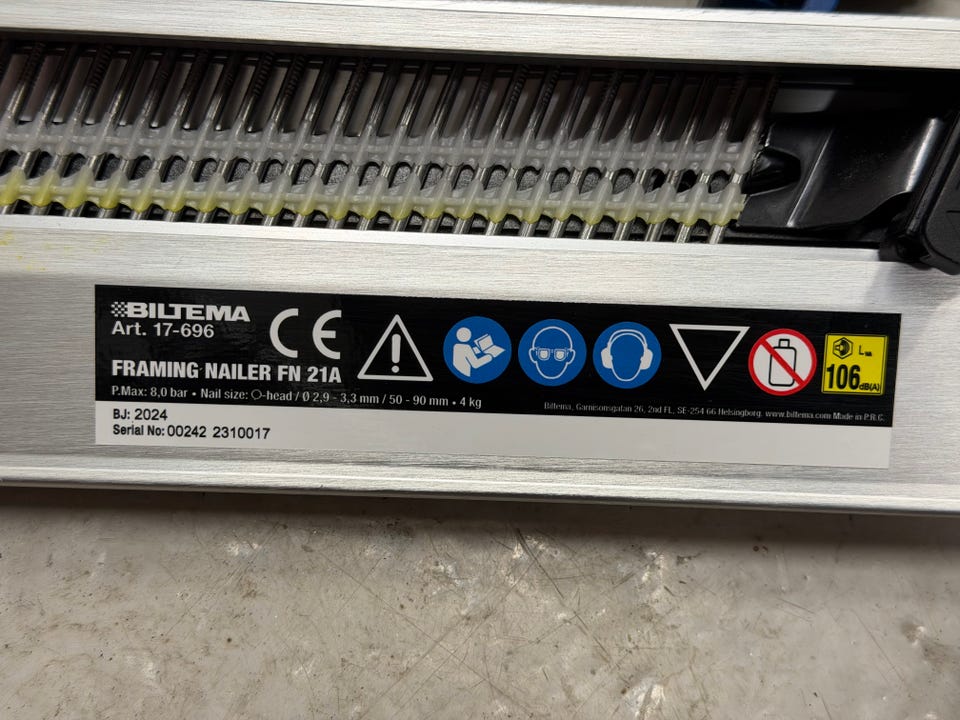 BILTEMA
Art. 17-696
CE
FRAMING NAILER FN 21A
P.Max: 8,0 bar • Nail size: O-head / Ø 2,9 - 3,3 mm / 50 - 90 mm • 4 kg
Biltema, Garnisonsgatan 26, 2nd FL, SE-254 66 Helsingborg. www.biltema.com Made in P.R.C.
106 dB(A)
BJ: 2024
Serial No: 00242 2310017